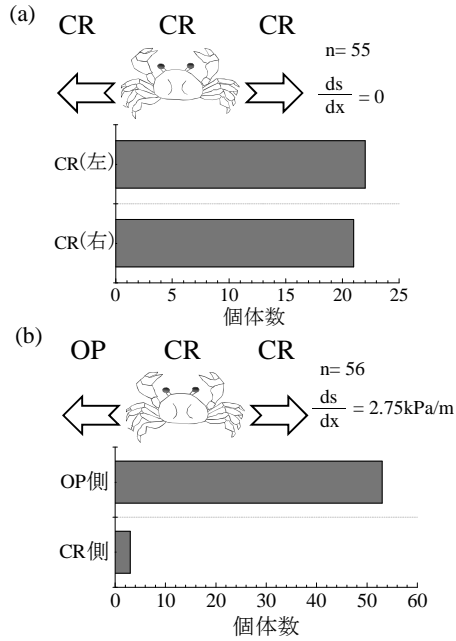 (a)
CR CR CR
n= 55
ds
dx
= 0
CR(左)
CR(右)
0 5 10 15 20 25
個体数
(b)
OP CR CR
n= 56
ds
dx
= 2.75kPa/m
OP側
CR側
0 10 20 30 40 50 60
個体数